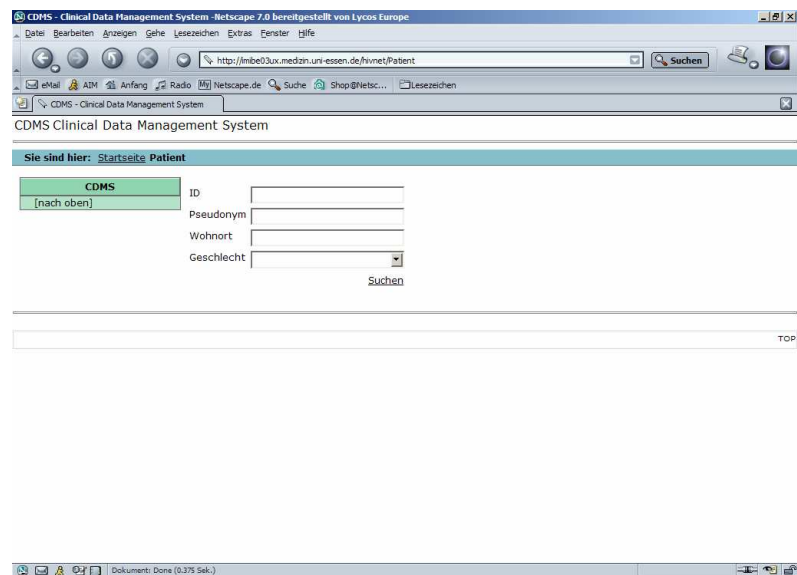 CDMS - Clinical Data Management System -Netscape 7.0 bereitgestellt von Lycos Europe
Datei Bearbeiten Anzeigen Gehe Lesezeichen Extras Fenster Hilfe
http://imibe03ux.medizin.uni-essen.de/hivnet/Patient
Suchen
eMail AIM Anfang Radio My Netscape.de Suche Shop@Netsc... Lesezeichen
CDMS - Clinical Data Management System
CDMS Clinical Data Management System
Sie sind hier: Startseite Patient
CDMS
[nach oben]
ID
Pseudonym
Wohnort
Geschlecht
Suchen
TOP
Dokument: Done (0.375 Sek.)